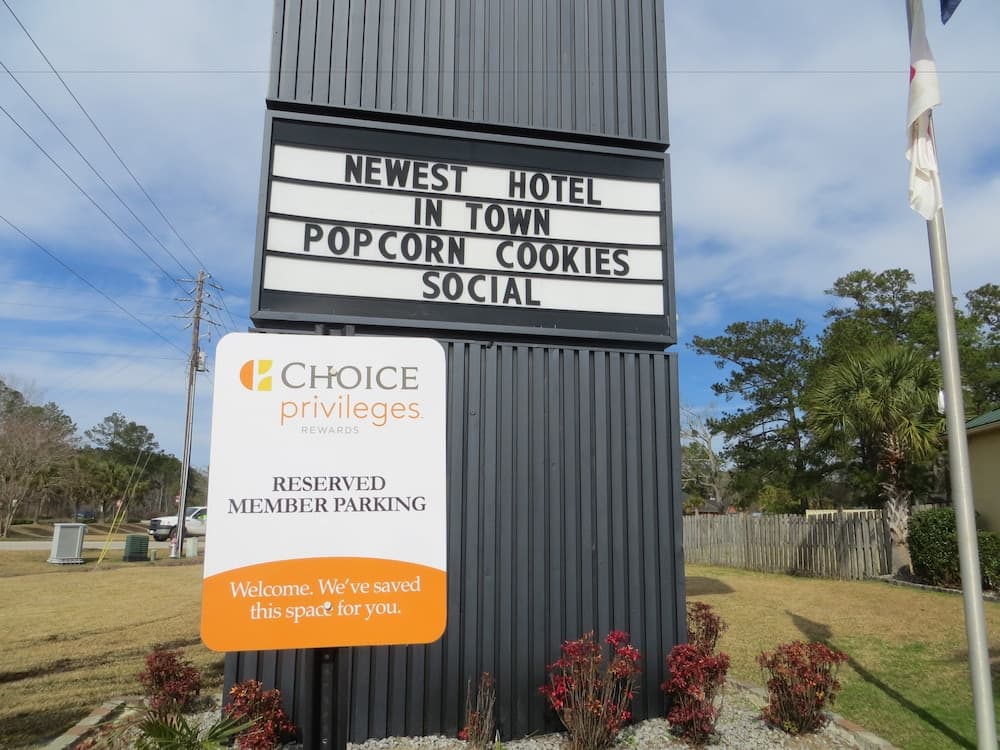 NEWEST HOTEL
IN TOWN
POPCORN COOKIES
SOCIAL
CHOICE
privileges
REWARDS
RESERVED
MEMBER PARKING
Welcome. We've saved
this space for you.